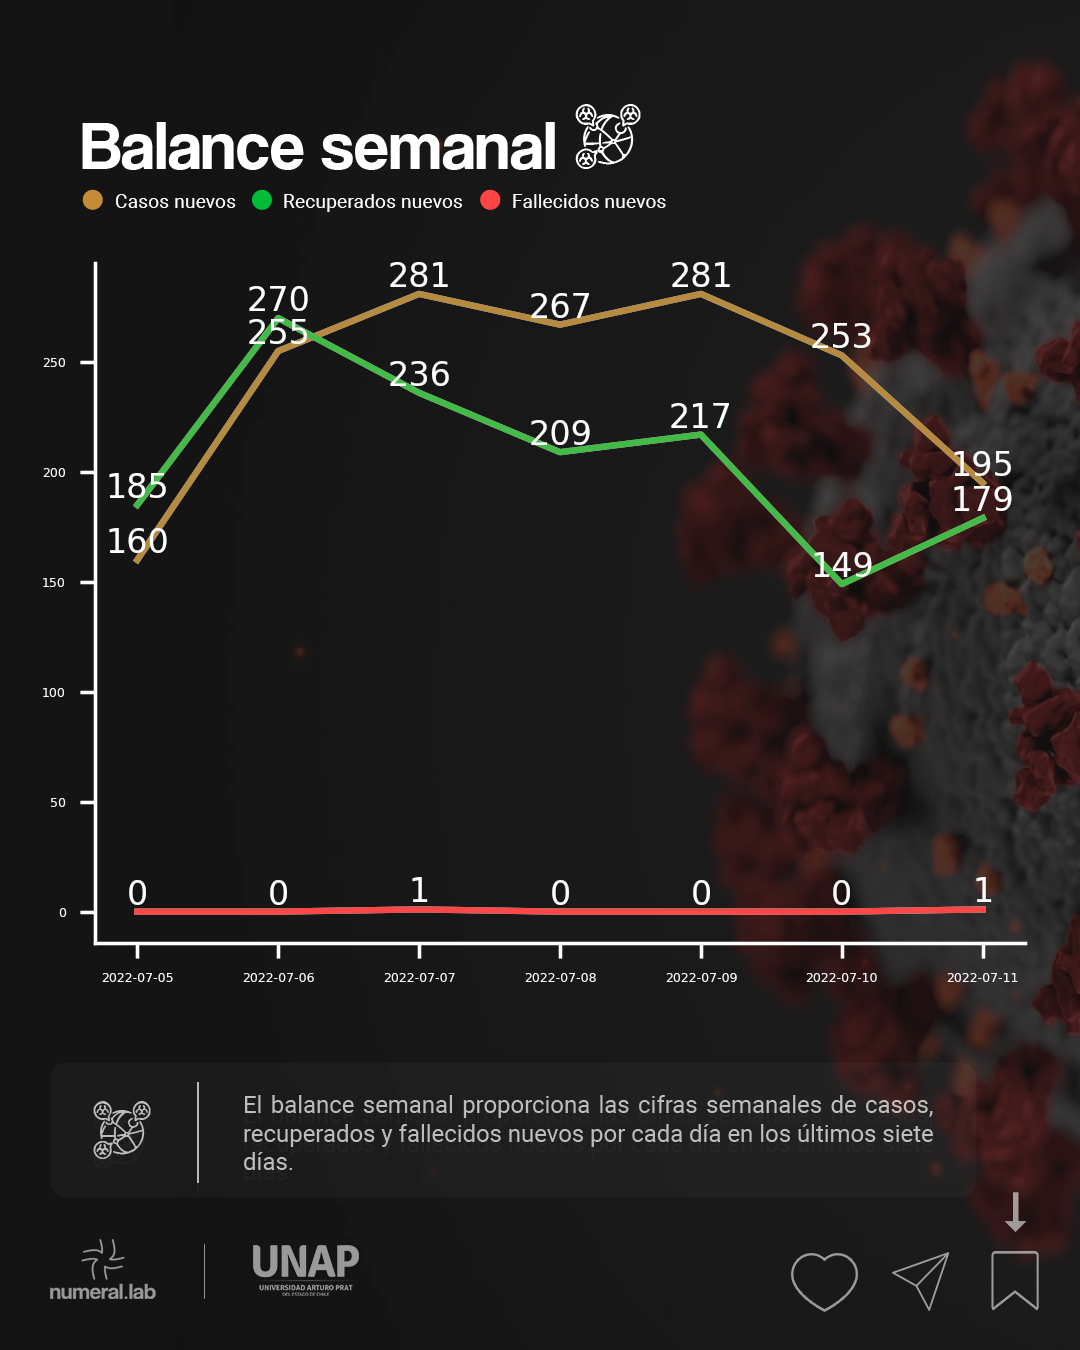 Balance semanal
Casos nuevos Recuperados nuevos Fallecidos nuevos
281 267 281
270
255
253
250
236
209
217
200
195
185
179
160
150
149
100
50
0 0 1 0 0 0 1
0
2022-07-05 2022-07-06 2022-07-07 2022-07-08 2022-07-09 2022-07-10 2022-07-11
El balance semanal proporciona las cifras semanales de casos,
recuperados y fallecidos nuevos por cada día en los últimos siete
días.
numeral.lab
UNAP
UNIVERSIDAD ARTURO PRAT
DEL ESTADO DE CHILE